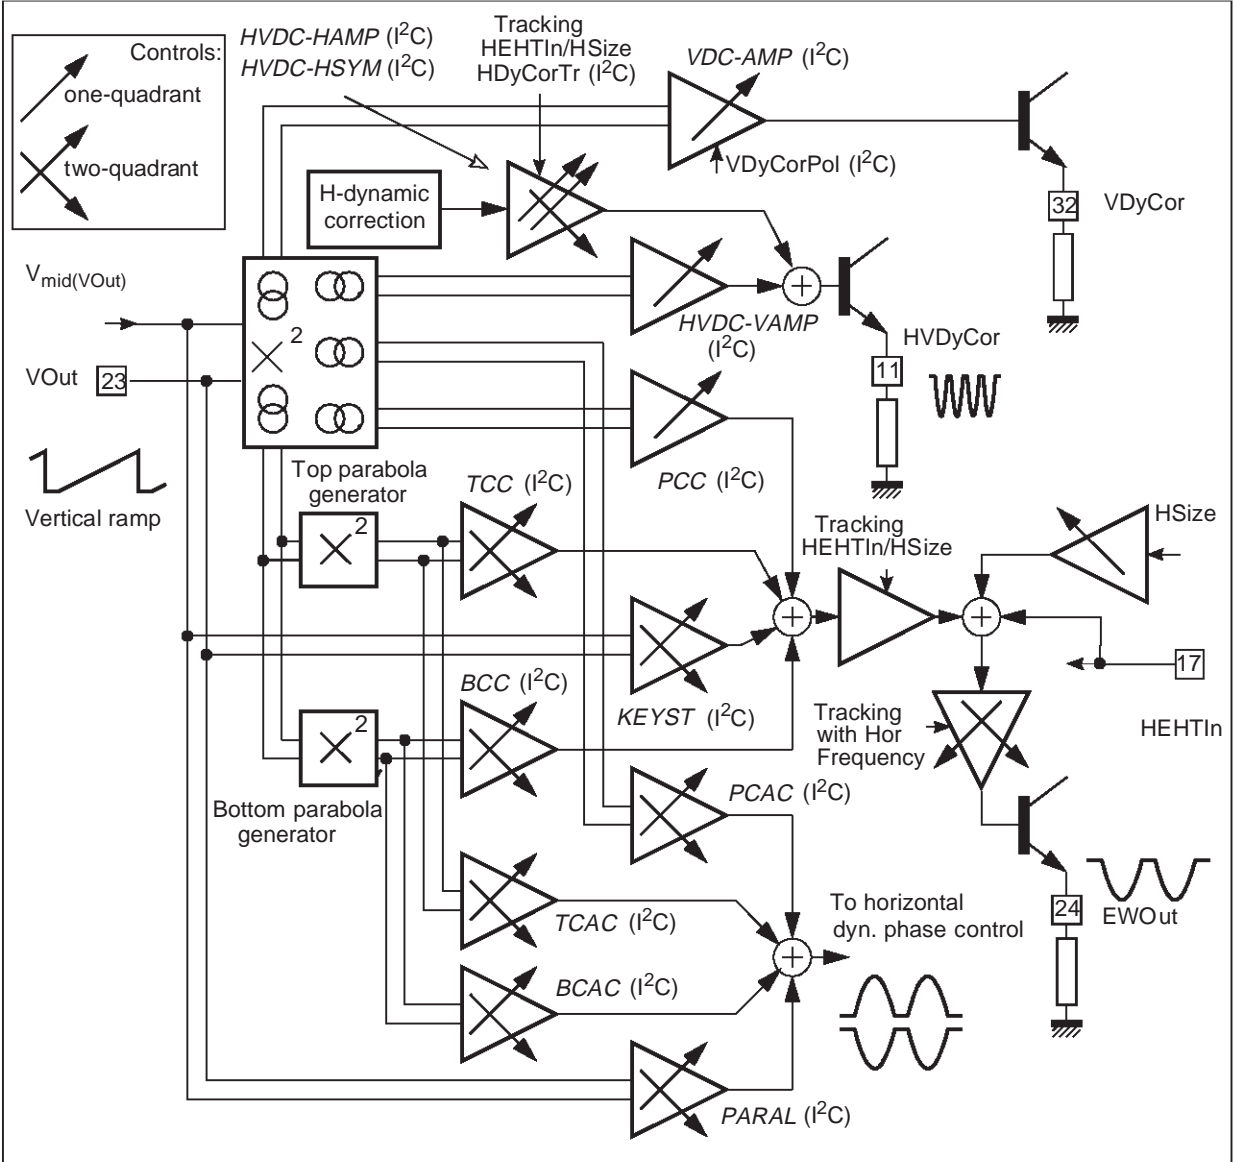 Controls:
one-quadrant
two-quadrant
HVDC-HAMP (I2C)
HVDC-HSYM (I2C)
Tracking
HEHTIn/HSize
HDyCorTr (I2C)
VDC-AMP (I2C)
VDyCorPol (I2C)
32
VDyCor
H-dynamic
correction
Vmid(VOut)
VOut
23
2
Vertical ramp
HVDC-VAMP
(I2C)
HVDyCor
11
PCC (I2C)
Top parabola
generator
2
TCC (I2C)
Tracking
HEHTIn/HSize
HSize
17
HEHTIn
KEYST (I2C)
BCC (I2C)
2
Bottom parabola
generator
Tracking
with Hor
Frequency
PCAC (I2C)
24
EWOut
TCAC (I2C)
To horizontal
dyn. phase control
BCAC (I2C)
PARAL (I2C)